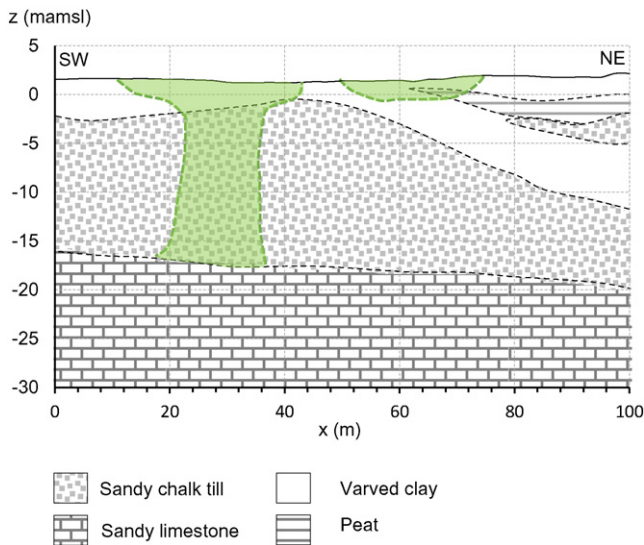 z (mamsl)
5
SW
NE
0
-5
-10
-15
-20
-25
-30
0
20
40
60
80
100
x (m)
Sandy chalk till
Varved clay
Sandy limestone
Peat